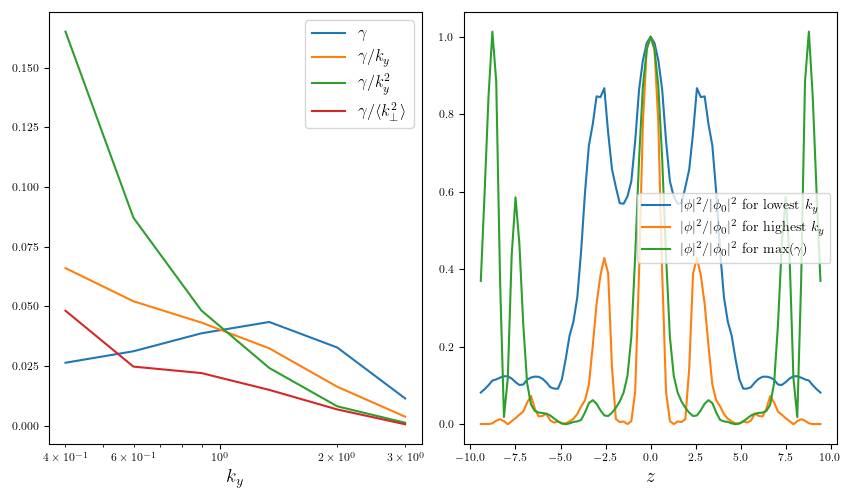 γ
γ/k_y
γ/k_y^2
γ/⟨k_⊥^2⟩
0.150
0.125
0.100
0.075
0.050
0.025
0.000
4 × 10^{-1} 6 × 10^{-1} 10^0 2 × 10^0 3 × 10^0
k_y
1.0
0.8
0.6
0.4
0.2
0.0
|ϕ|^2/|ϕ_0|^2 for lowest k_y
|ϕ|^2/|ϕ_0|^2 for highest k_y
|ϕ|^2/|ϕ_0|^2 for max(γ)
−10.0 −7.5 −5.0 −2.5 0.0 2.5 5.0 7.5 10.0
z